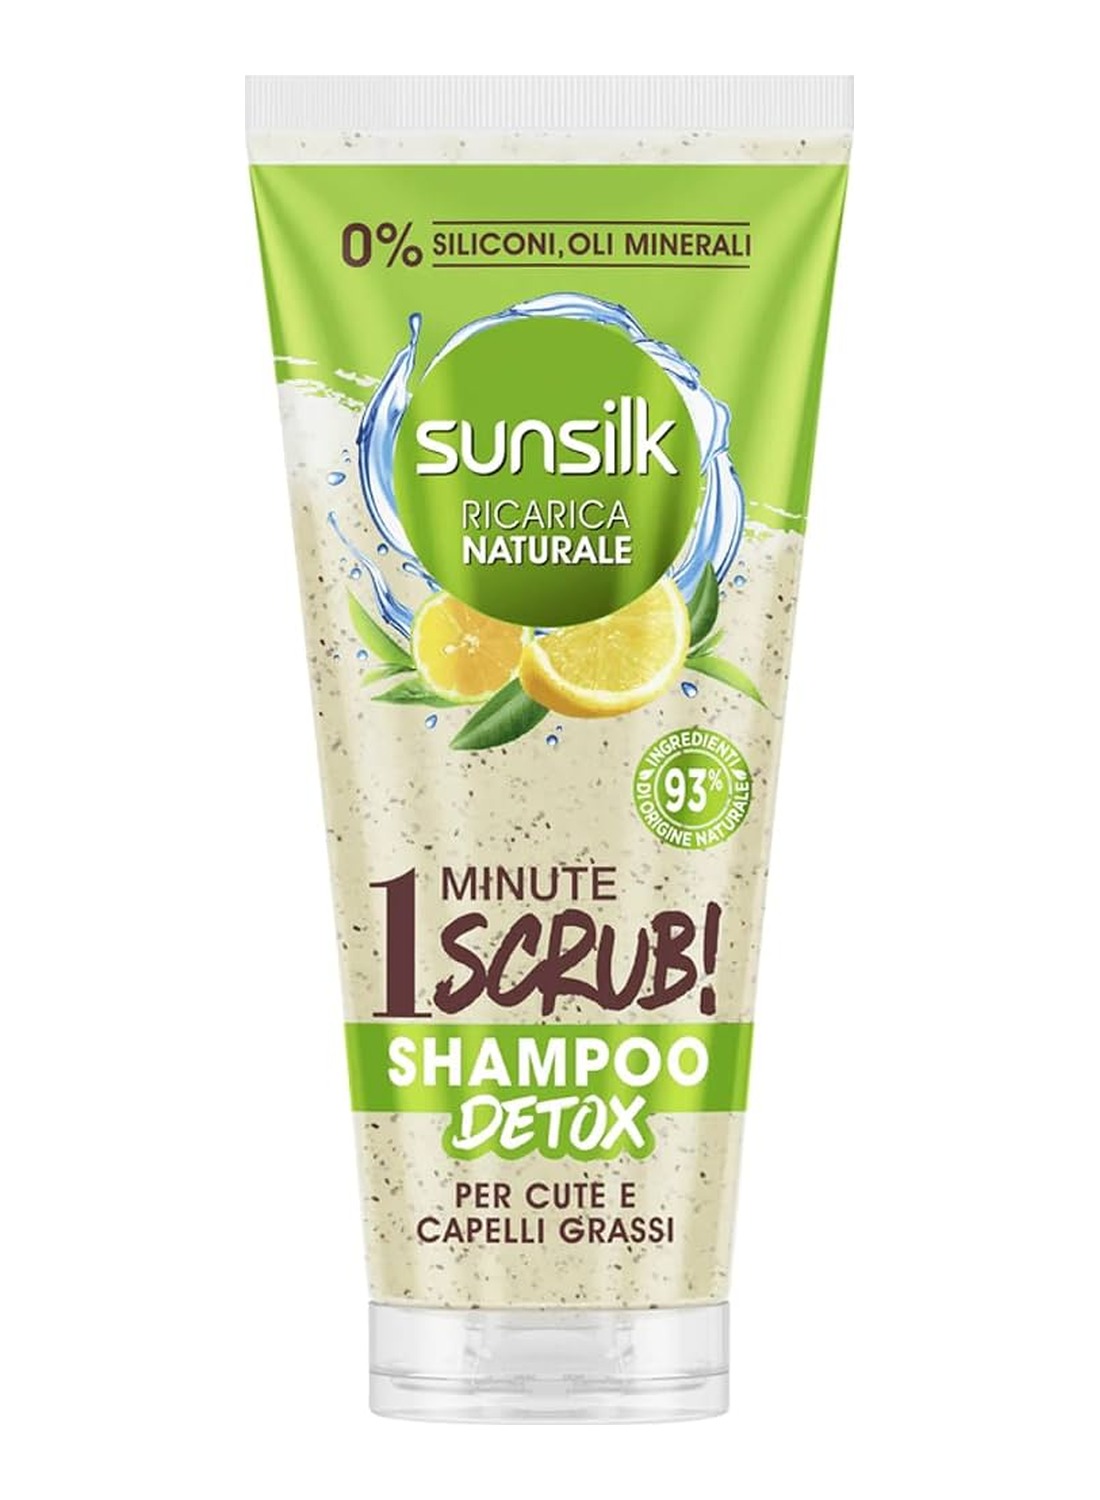 0% SILICONI, OLI MINERALI
sunsilk
RICARICA
NATURALE
INGREDIENTI
93%
DI ORIGINE NATURALE
1 MINUTE
SCRUB!
SHAMPOO
DETOX
PER CUTE E
CAPELLI GRASSI